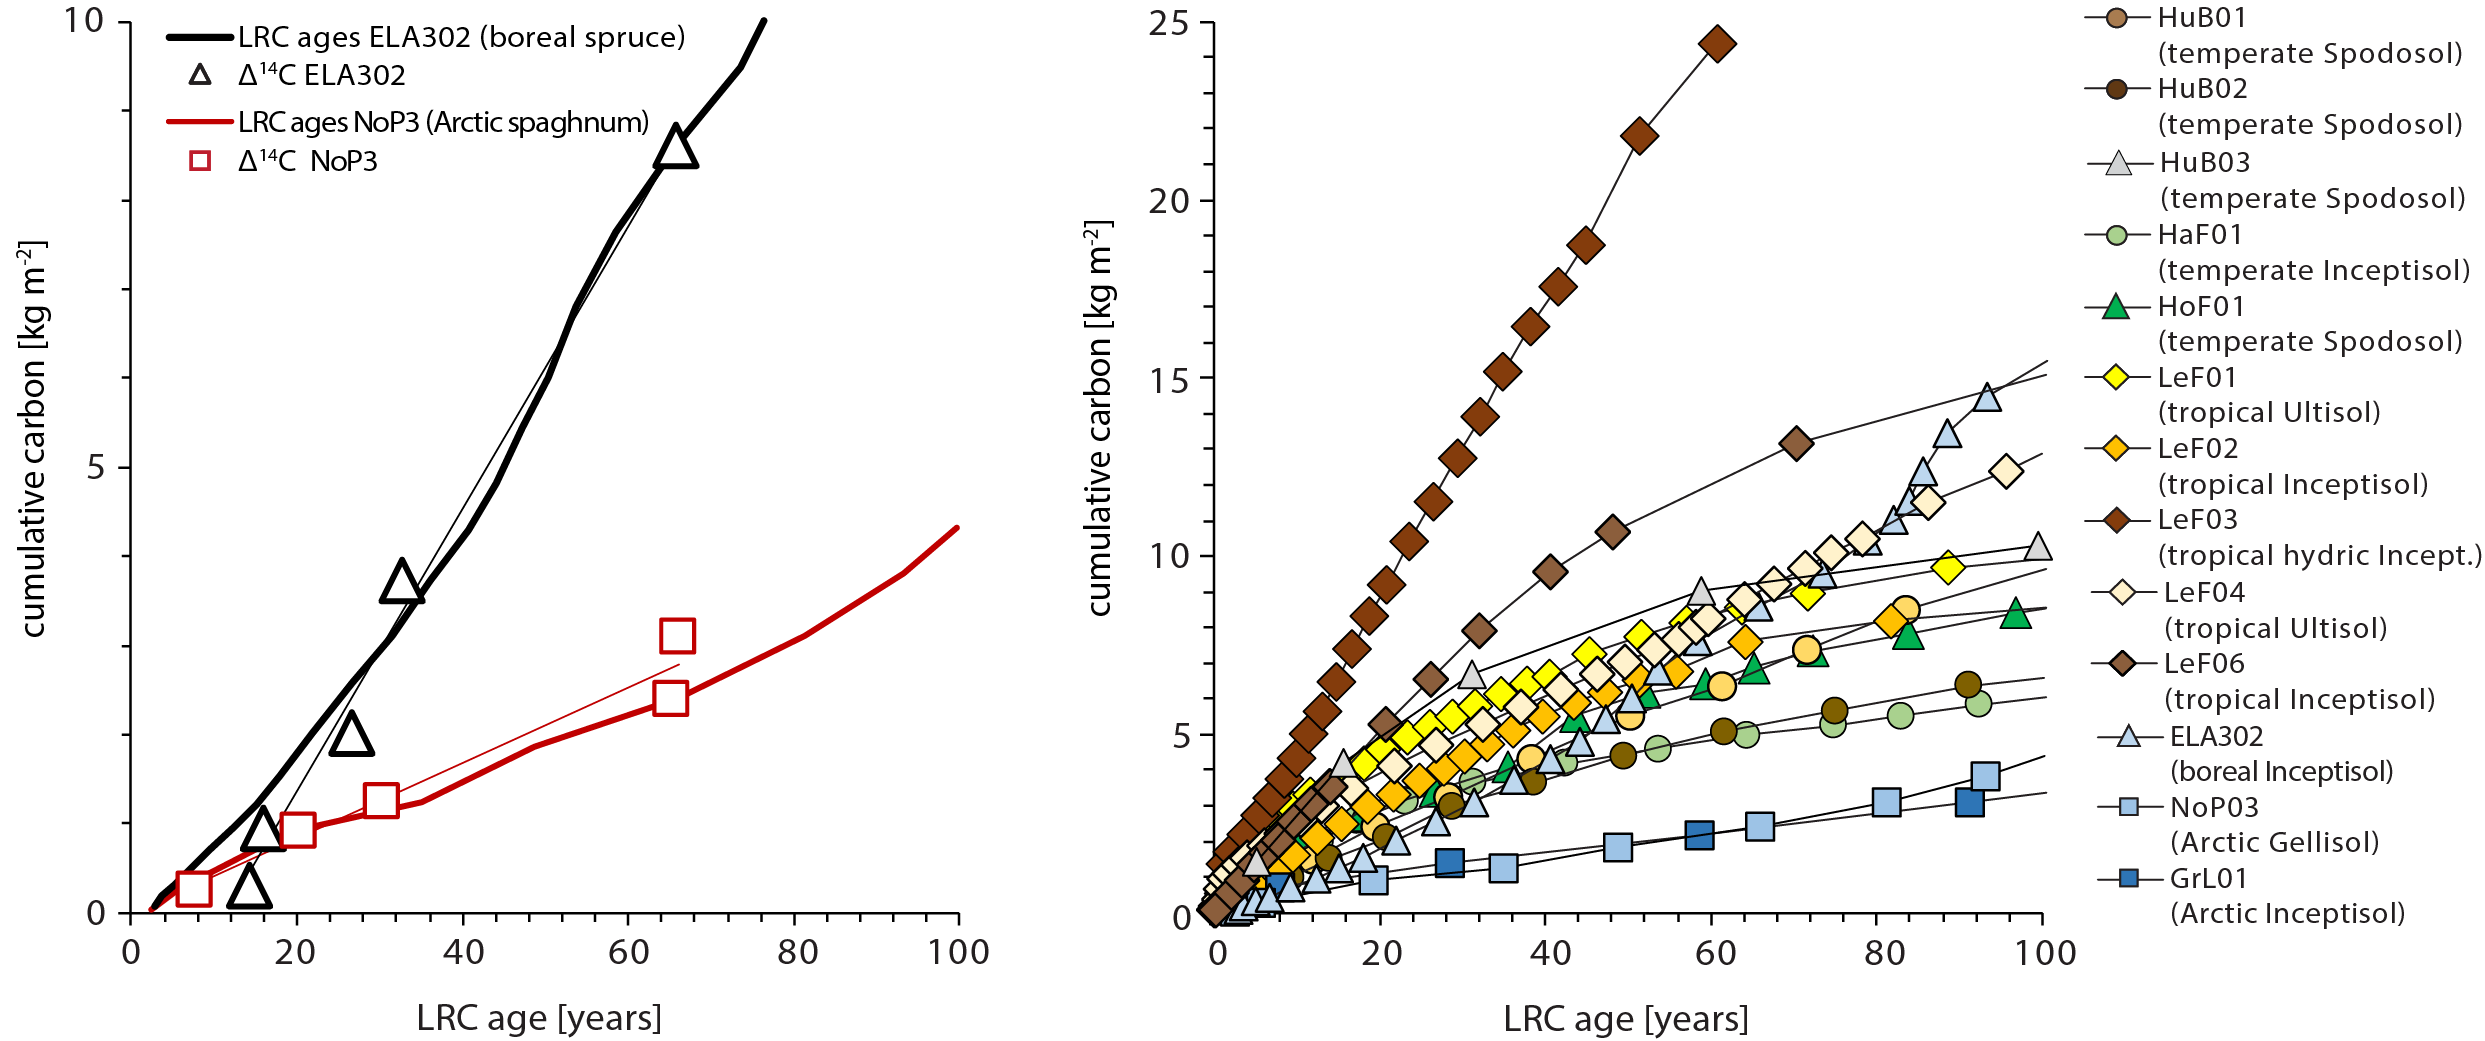 10
5
0
0 20 40 60 80 100
cumulative carbon [kg m-2]
LRC age [years]
LRC ages ELA302 (boreal spruce)
Δ14C ELA302
LRC ages NoP3 (Arctic spaghnum)
Δ14C NoP3
25
20
15
10
5
0
0 20 40 60 80 100
cumulative carbon [kg m-2]
LRC age [years]
HuB01
(temperate Spodosol)
HuB02
(temperate Spodosol)
HuB03
(temperate Spodosol)
HaF01
(temperate Inceptisol)
HoF01
(temperate Spodosol)
LeF01
(tropical Ultisol)
LeF02
(tropical Inceptisol)
LeF03
(tropical hydric Incept.)
LeF04
(tropical Ultisol)
LeF06
(tropical Inceptisol)
ELA302
(boreal Inceptisol)
NoP03
(Arctic Gellisol)
GrL01
(Arctic Inceptisol)